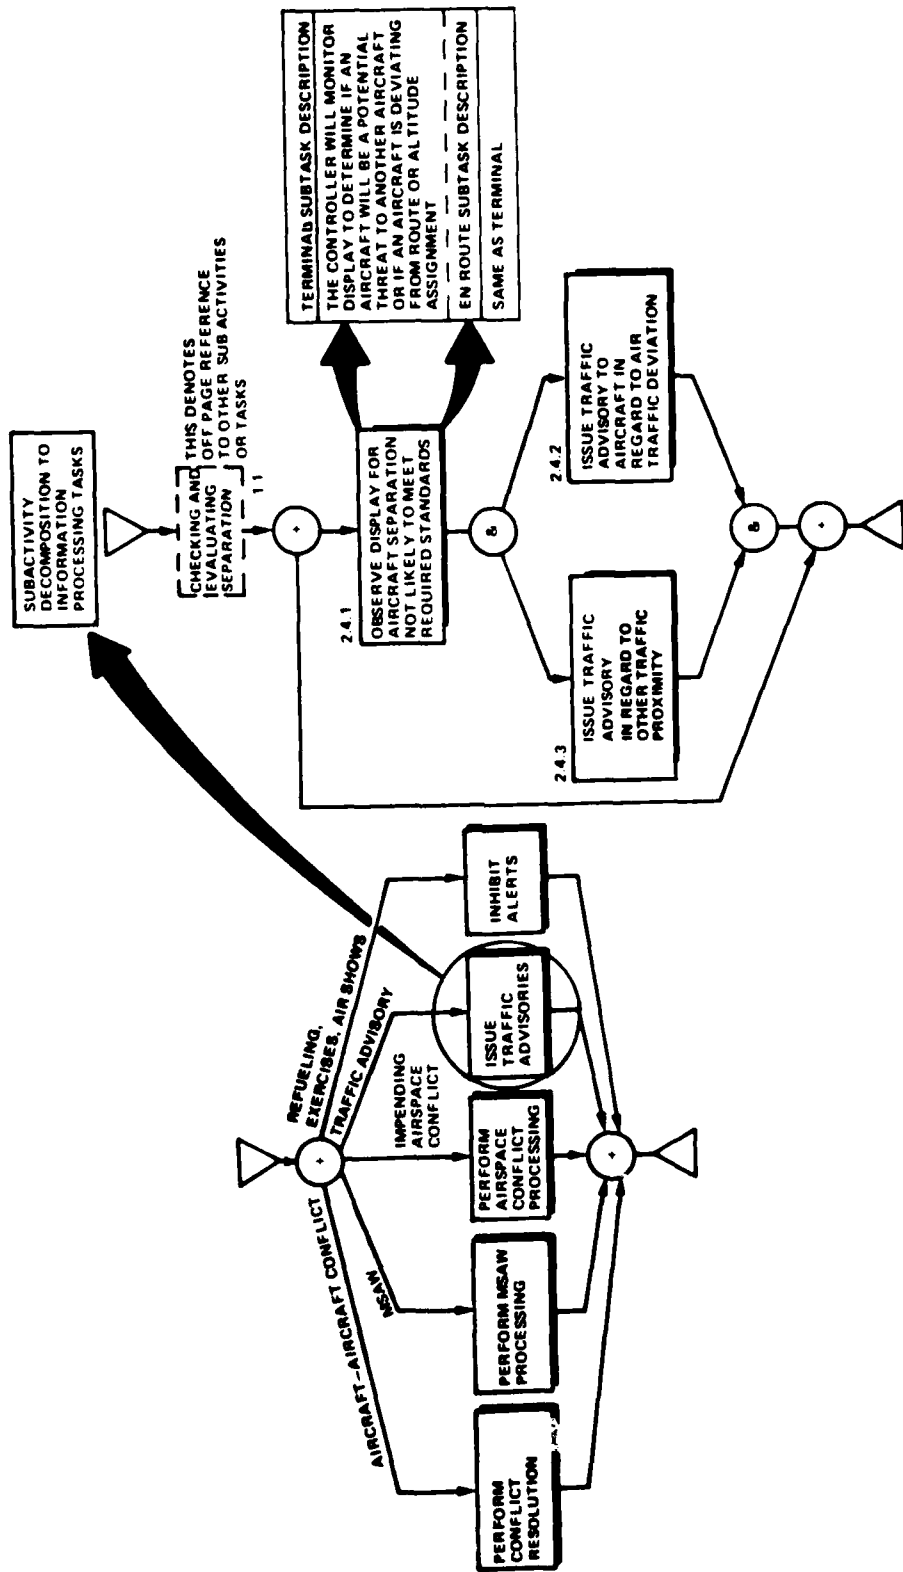 REFUELING,
EXERCISES, AIR SHOWS
TRAFFIC ADVISORY
IMPENDING
AIRSPACE
CONFLICT
MSAW
AIRCRAFT-AIRCRAFT CONFLICT
+
PERFORM
CONFLICT
RESOLUTION
PERFORM MSAW
PROCESSING
PERFORM
AIRSPACE
CONFLICT
PROCESSING
ISSUE
TRAFFIC
ADVISORIES
INHIBIT
ALERTS
+
SUBACTIVITY
DECOMPOSITION TO
INFORMATION
PROCESSING TASKS
CHECKING AND
EVALUATING
SEPARATION
1.1
THIS DENOTES
OFF PAGE REFERENCE
TO OTHER SUB ACTIVITIES
OR TASKS
+
2.4.1
OBSERVE DISPLAY FOR
AIRCRAFT SEPARATION
NOT LIKELY TO MEET
REQUIRED STANDARDS
TERMINAB SUBTASK DESCRIPTION
THE CONTROLLER WILL MONITOR
DISPLAY TO DETERMINE IF AN
AIRCRAFT WILL BE A POTENTIAL
THREAT TO ANOTHER AIRCRAFT
OR IF AN AIRCRAFT IS DEVIATING
FROM ROUTE OR ALTITUDE
ASSIGNMENT
EN ROUTE SUBTASK DESCRIPTION
SAME AS TERMINAL
&
2.4.3
ISSUE TRAFFIC
ADVISORY
IN REGARD TO
OTHER TRAFFIC
PROXIMITY
2.4.2
ISSUE TRAFFIC
ADVISORY TO
AIRCRAFT IN
REGARD TO AIR
TRAFFIC DEVIATION
&
+